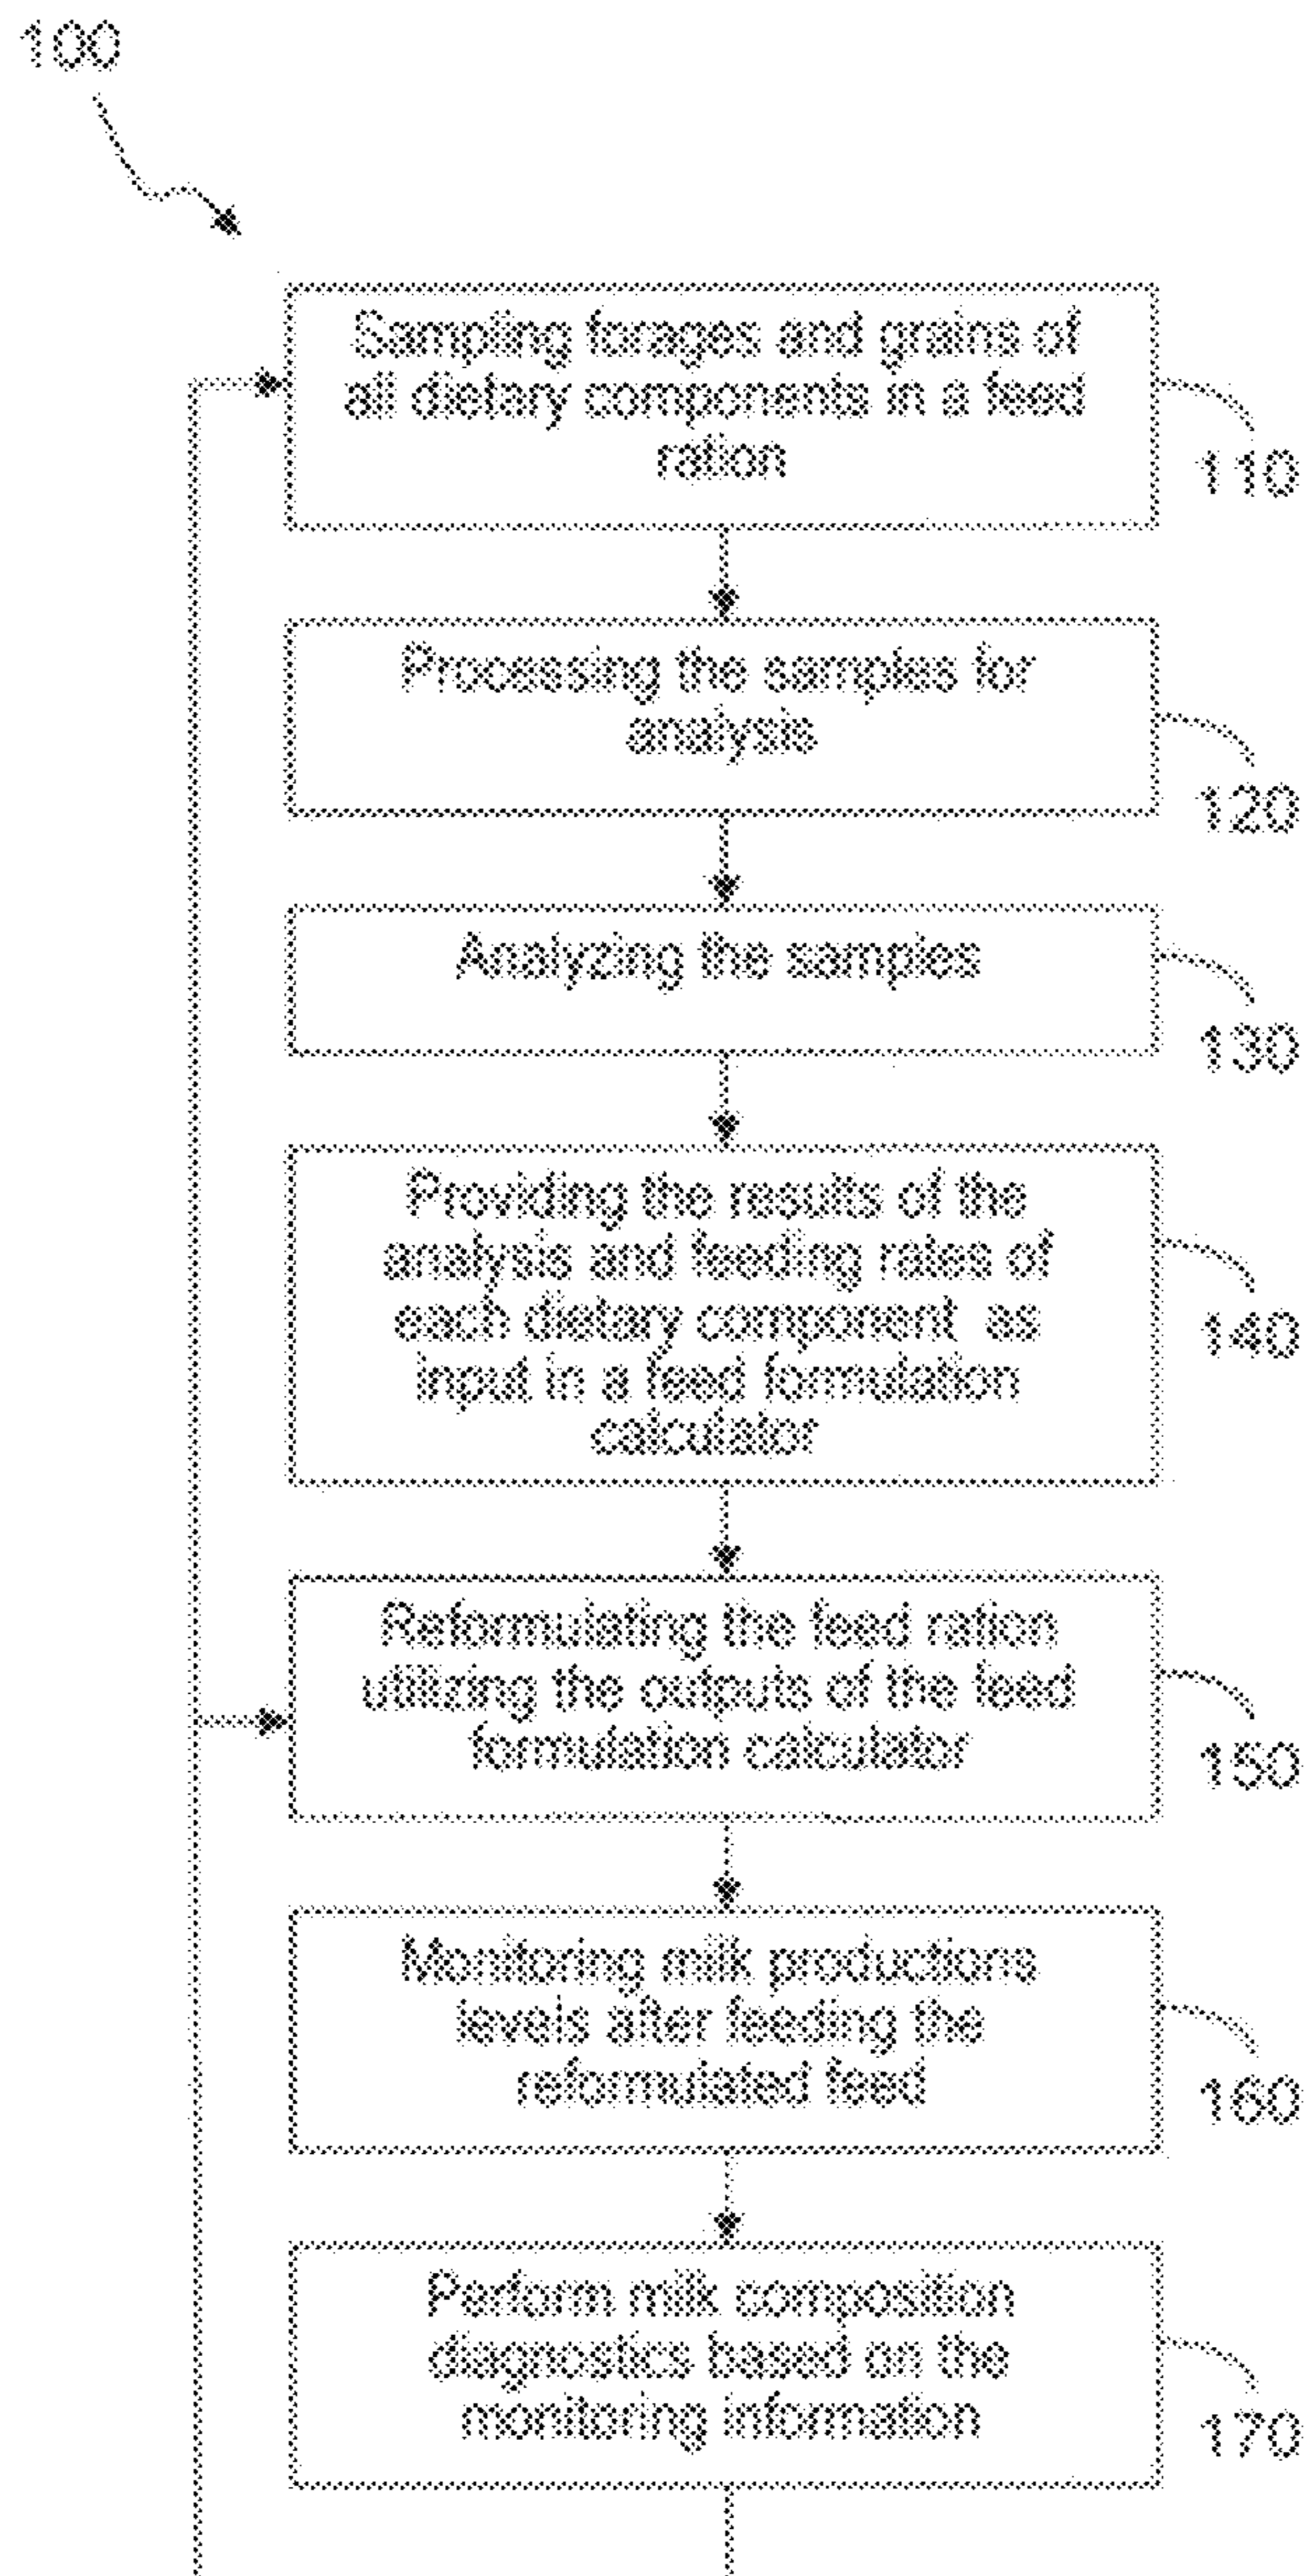 100
Sampling forages and grains of
all dietary components in a feed
ration
110
Processing the samples for
analysis
120
Analyzing the samples
130
Providing the results of the
analysis and feeding rates of
each dietary component as
input in a feed formulation
calculator
140
Reformulating the feed ration
utilizing the outputs of the feed
formulation calculator
150
Monitoring milk productions
levels after feeding the
reformulated feed
160
Perform milk composition
diagnostics based on the
monitoring information
170